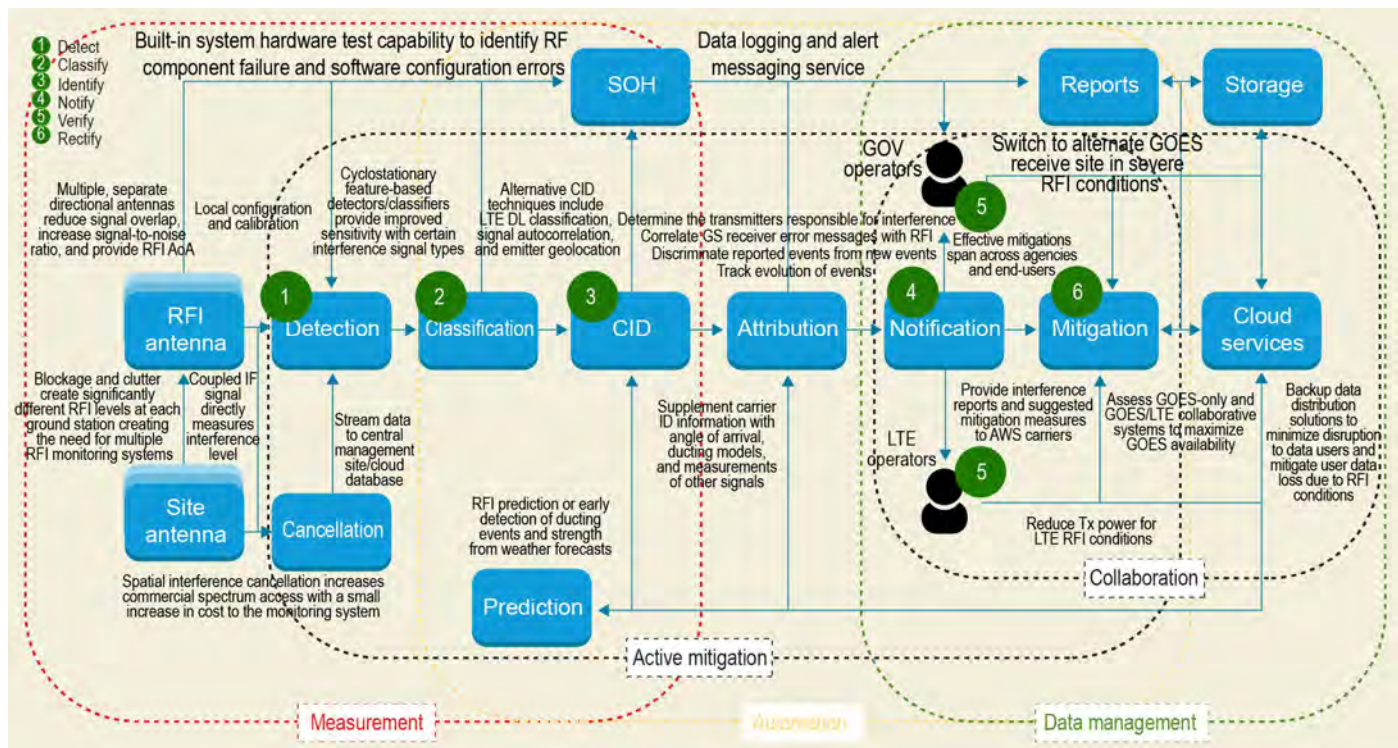 1 Detect
2 Classify
3 Identify
4 Notify
5 Verify
6 Rectify
Built-in system hardware test capability to identify RF
component failure and software configuration errors
SOH
Data logging and alert
messaging service
Reports
Storage
GOV
operators
Switch to alternate GOES
receive site in severe
RFI conditions
5
Multiple, separate
directional antennas
reduce signal overlap,
increase signal-to-noise
ratio, and provide RFI AoA
Local configuration
and calibration
Cyclostationary
feature-based
detectors/classifiers
provide improved
sensitivity with certain
interference signal types
Alternative CID
techniques include
LTE DL classification,
signal autocorrelation,
and emitter geolocation
Determine the transmitters responsible for interference
Correlate GS receiver error messages with RFI
Discriminate reported events from new events
Track evolution of events
Effective mitigations
span across agencies
and end-users
RFI
antenna
1
Detection
2
Classification
3
CID
Attribution
4
Notification
6
Mitigation
Cloud
services
Blockage and clutter
create significantly
different RFI levels at each
ground station creating
the need for multiple
RFI monitoring systems
Coupled IF
signal
directly
measures
interference
level
Stream data
to central
management
site/cloud
database
Supplement carrier
ID information with
angle of arrival,
ducting models,
and measurements
of other signals
Provide interference
reports and suggested
mitigation measures
to AWS carriers
Assess GOES-only and
GOES/LTE collaborative
systems to maximize
GOES availability
Backup data
distribution
solutions to
minimize disruption
to data users and
mitigate user data
loss due to RFI
conditions
LTE
operators
5
Site
antenna
Cancellation
RFI prediction or early
detection of ducting
events and strength
from weather forecasts
Reduce Tx power for
LTE RFI conditions
Spatial interference cancellation increases
commercial spectrum access with a small
increase in cost to the monitoring system
Prediction
Collaboration
Active mitigation
Measurement
Automation
Data management